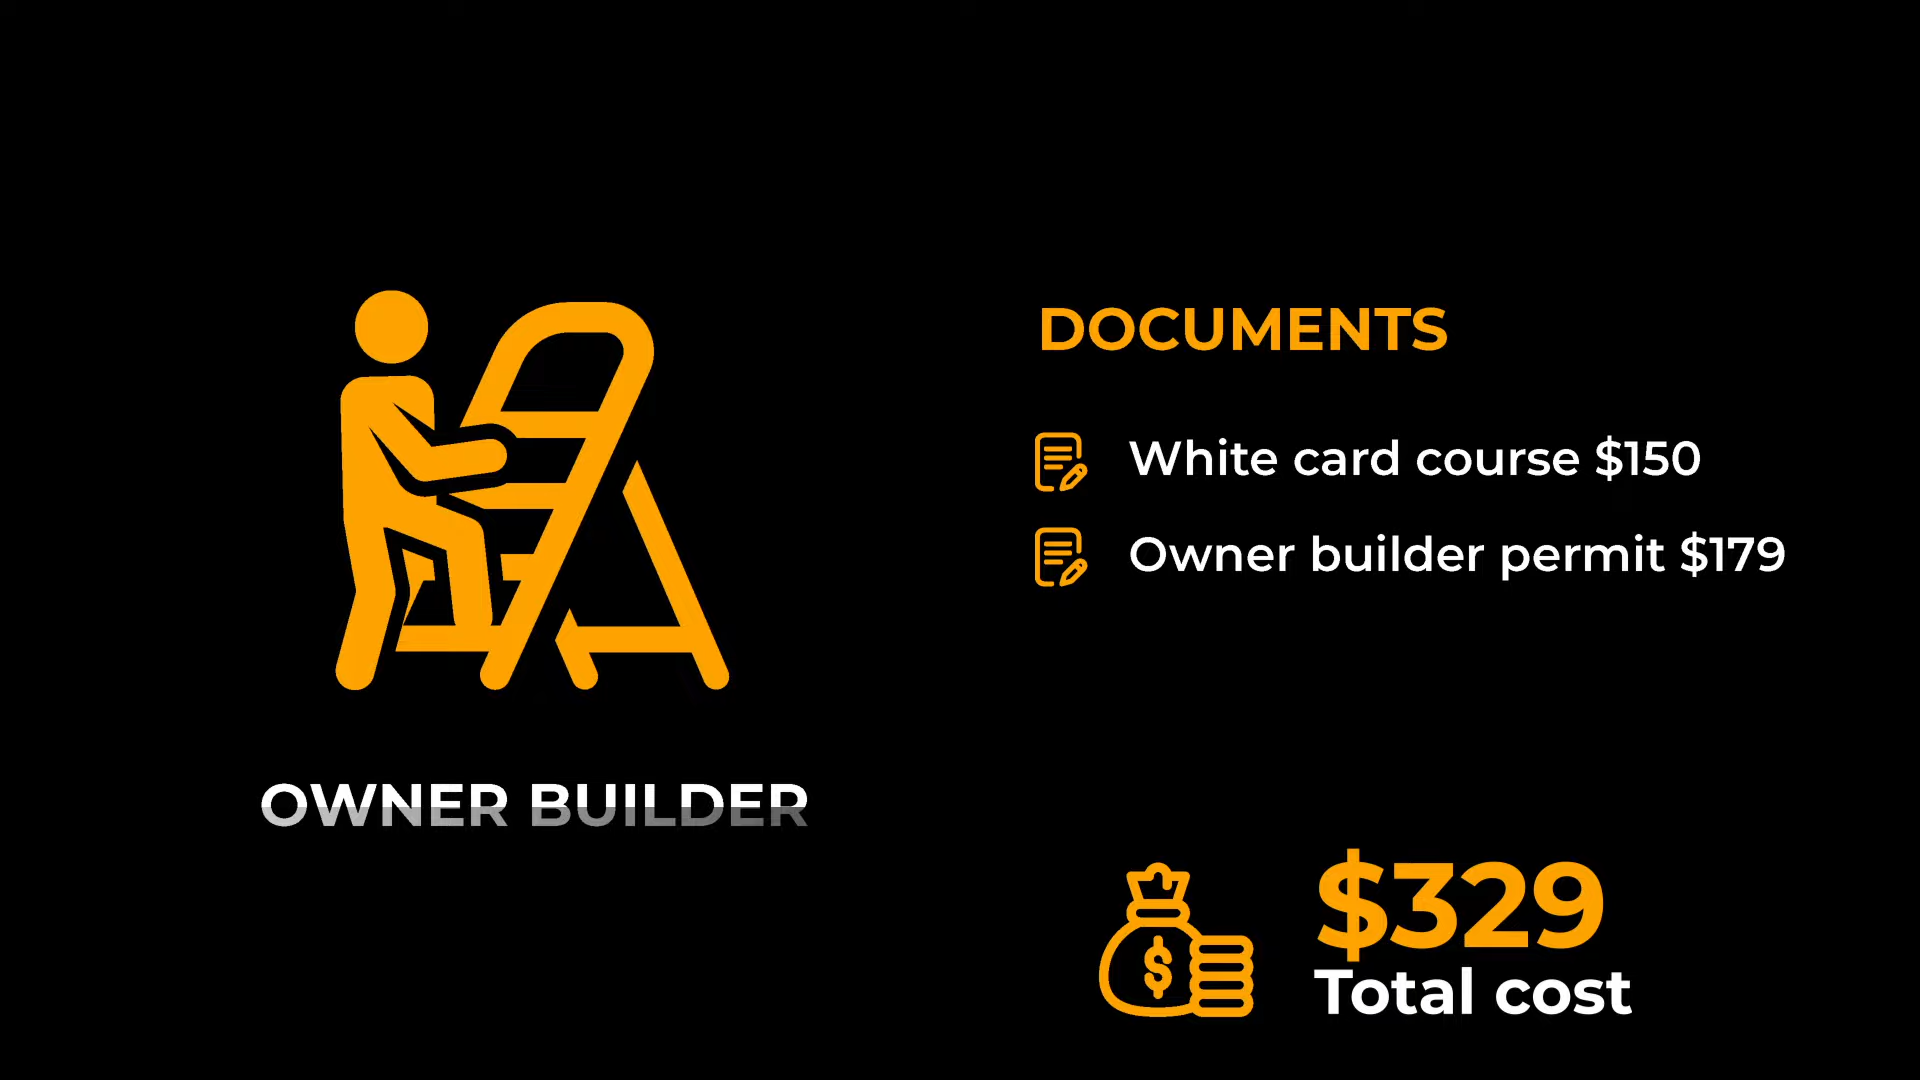 DOCUMENTS
White card course $150
Owner builder permit $179
OWNER BUILDER
$329
Total cost